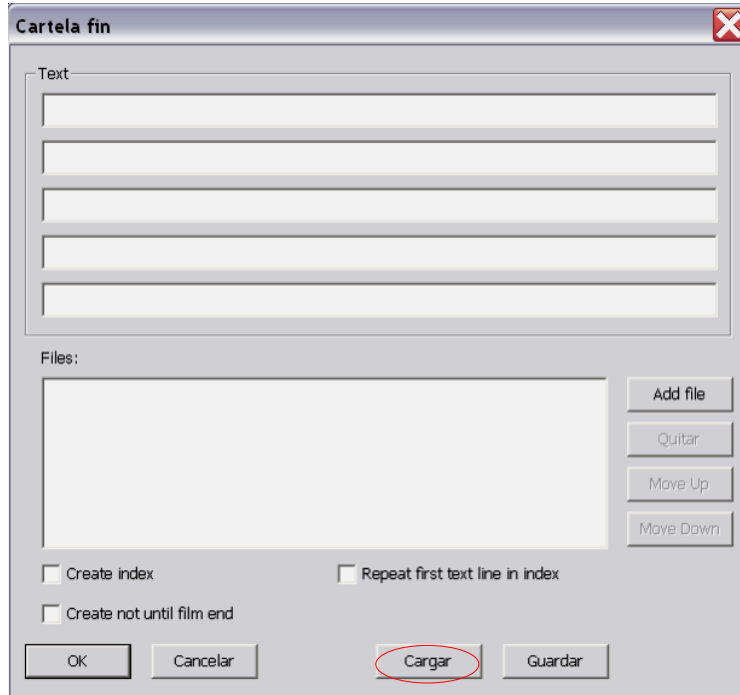 Cartela fin
Text
Files:
Add file
Quitar
Move Up
Move Down
Create index Repeat first text line in index
Create not until film end
OK Cancelar Cargar Guardar